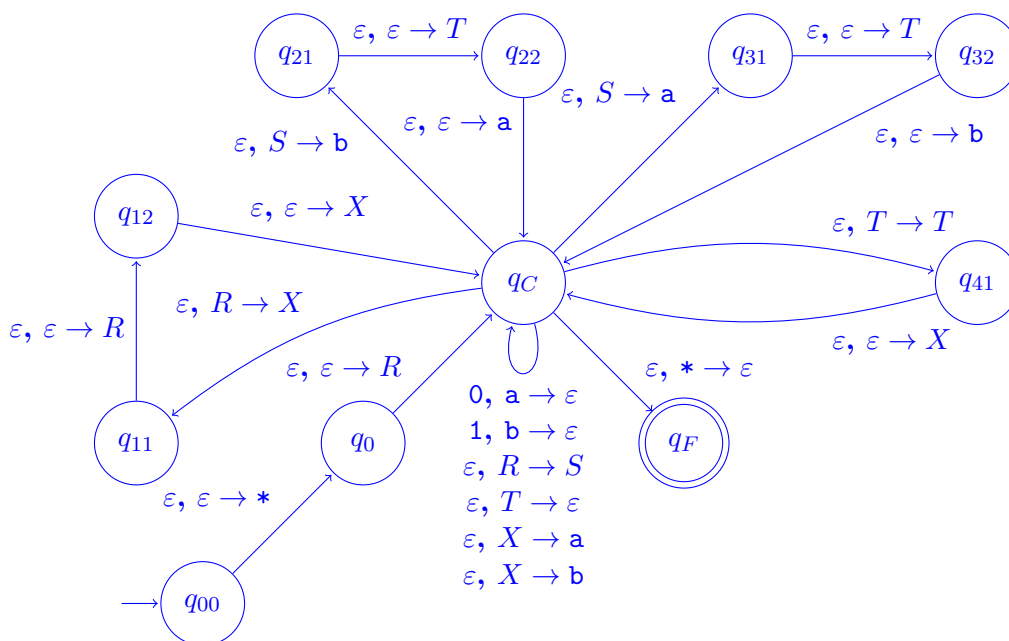 q21
ε, ε → T
q22
q31
ε, ε → T
q32
ε, S → a
ε, ε → a
ε, S → b
ε, ε → b
q12
ε, ε → X
ε, T → T
qC
q41
ε, R → X
ε, ε → R
ε, ε → X
ε, ε → R
ε, * → ε
0, a → ε
1, b → ε
ε, R → S
ε, T → ε
ε, X → a
ε, X → b
q11
q0
qF
ε, ε → *
q00